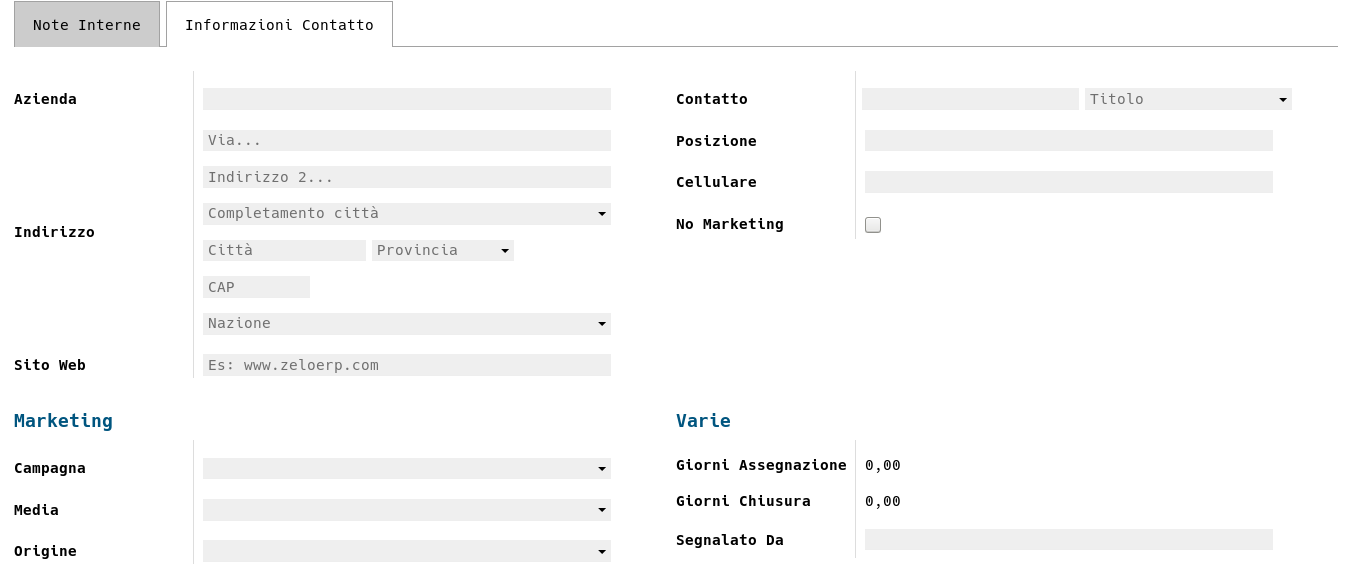 Note Interne Informazioni Contatto
Azienda
Via...
Indirizzo 2...
Completamento città
Indirizzo
Città Provincia
CAP
Nazione
Sito Web Es: www.zeloerp.com
Contatto Titolo
Posizione
Cellulare
No Marketing
Marketing
Campagna
Media
Origine
Varie
Giorni Assegnazione 0,00
Giorni Chiusura 0,00
Segnalato Da